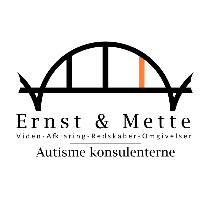 Ernst & Mette
Viden-Afklaring-Redskaber-Omgivelser
Autisme konsulenterne